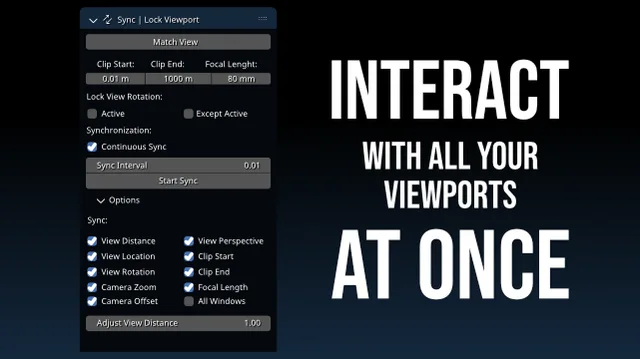 Sync | Lock Viewport
Match View
Clip Start: Clip End: Focal Lenght:
0.01 m 1000 m 80 mm
Lock View Rotation:
Active Except Active
Synchronization:
Continuous Sync
Sync Interval 0.01
Start Sync
Options
Sync:
View Distance View Perspective
View Location Clip Start
View Rotation Clip End
Camera Zoom Focal Length
Camera Offset All Windows
Adjust View Distance 1.00
INTERACT
WITH ALL YOUR
VIEWPORTS
AT ONCE